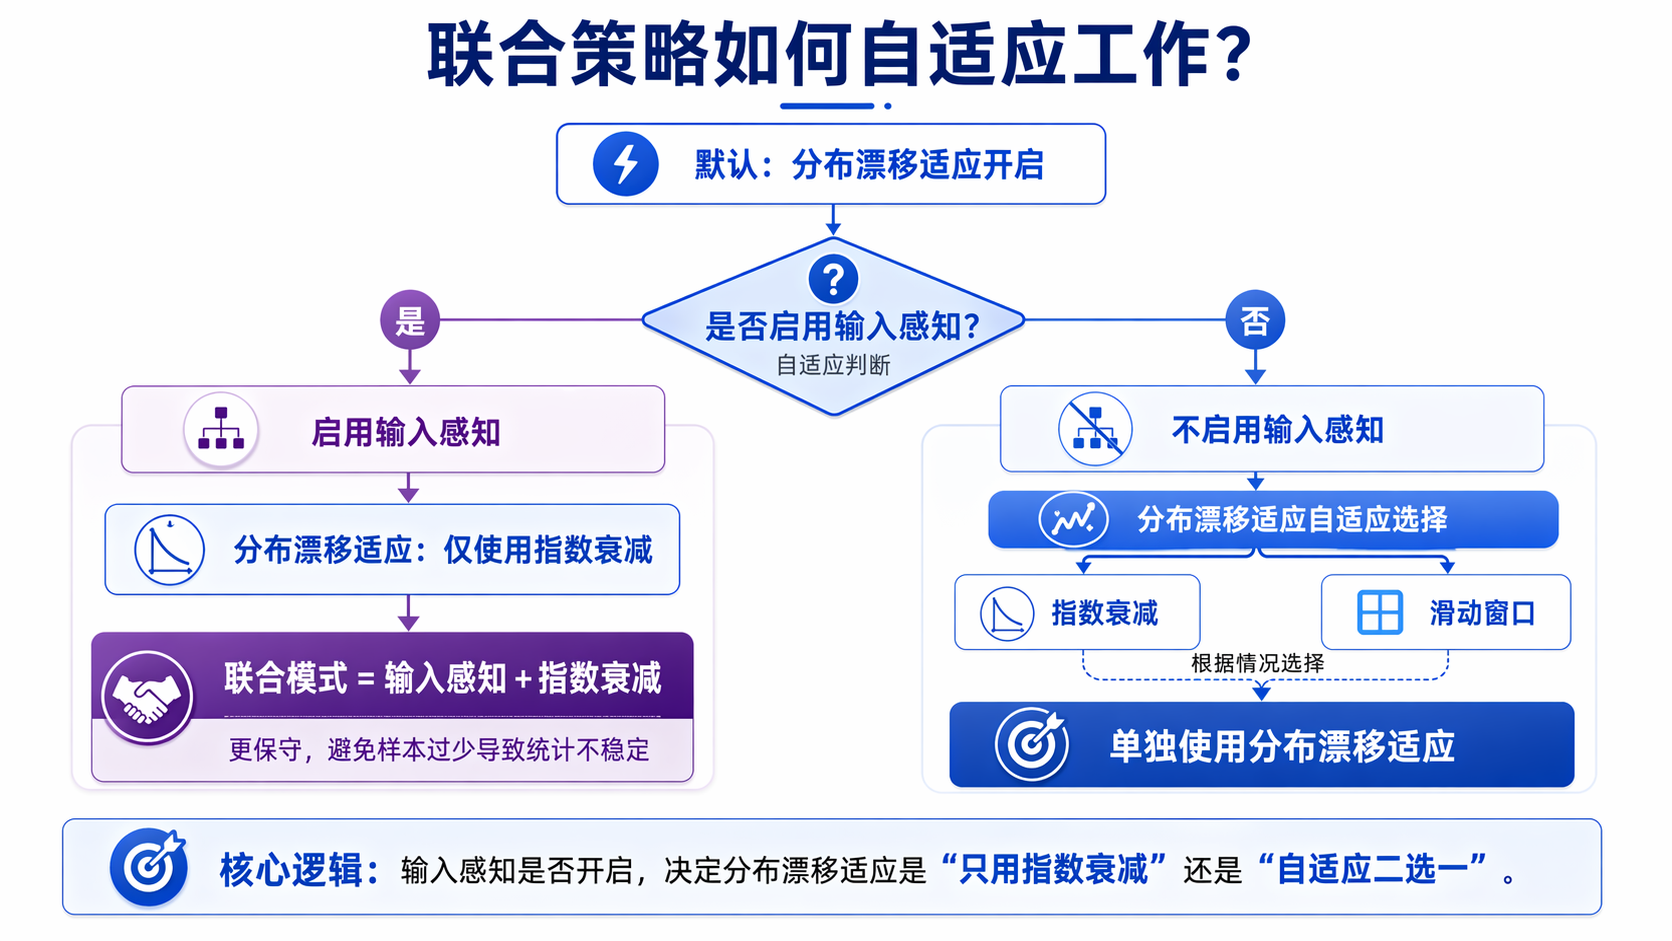 联合策略如何自适应工作？
默认：分布漂移适应开启
?
是否启用输入感知？
自适应判断
是
否
启用输入感知
分布漂移适应：仅使用指数衰减
联合模式 = 输入感知 + 指数衰减
更保守，避免样本过少导致统计不稳定
不启用输入感知
分布漂移适应自适应选择
指数衰减
滑动窗口
根据情况选择
单独使用分布漂移适应
核心逻辑：输入感知是否开启，决定分布漂移适应是“只用指数衰减”还是“自适应二选一”。